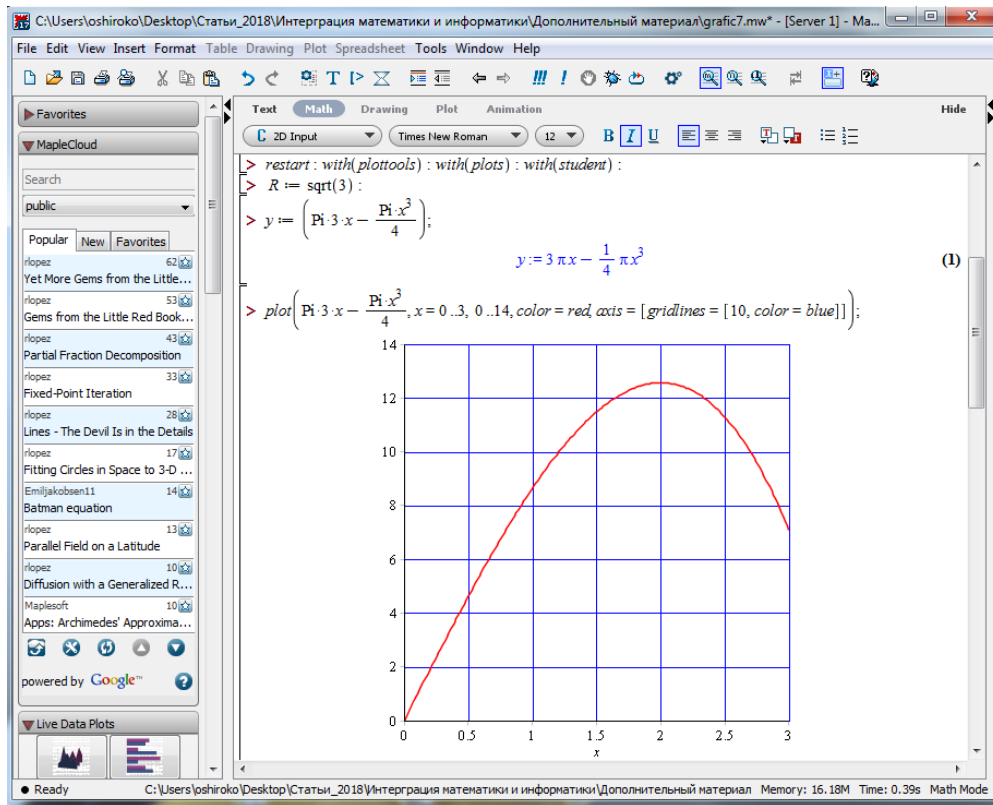 C:\Users\oshiroko\Desktop\Статьи_2018\Интерграция математики и информатики\Дополнительный материал\grafic7.mw* - [Server 1] - Ma...
File Edit View Insert Format Table Drawing Plot Spreadsheet Tools Window Help
Favorites
MapleCloud
Search
public
Popular New Favorites
rlopez 62
Yet More Gems from the Little...
rlopez 53
Gems from the Little Red Book...
rlopez 43
Partial Fraction Decomposition
rlopez 33
Fixed-Point Iteration
rlopez 28
Lines - The Devil Is in the Details
rlopez 17
Fitting Circles in Space to 3-D ...
Emiljakobsen11 14
Batman equation
rlopez 13
Parallel Field on a Latitude
rlopez 10
Diffusion with a Generalized R...
Maplesoft 10
Apps: Archimedes' Approxima...
powered by Google™
Live Data Plots
Text Math Drawing Plot Animation Hide
C 2D Input Times New Roman 12 B I U
> restart : with(plottools) : with(plots) : with(student) :
> R := sqrt(3) :
> y := (Pi·3·x − Pi·x³/4);
y := 3 π x − 1/4 π x³ (1)
> plot(Pi·3·x − Pi·x³/4, x = 0 ..3, 0 ..14, color = red, axis = [gridlines = [10, color = blue]]);
14
12
10
8
6
4
2
0
0 0.5 1 1.5 2 2.5 3
x
Ready C:\Users\oshiroko\Desktop\Статьи_2018\Интерграция математики и информатики\Дополнительный материал Memory: 16.18M Time: 0.39s Math Mode